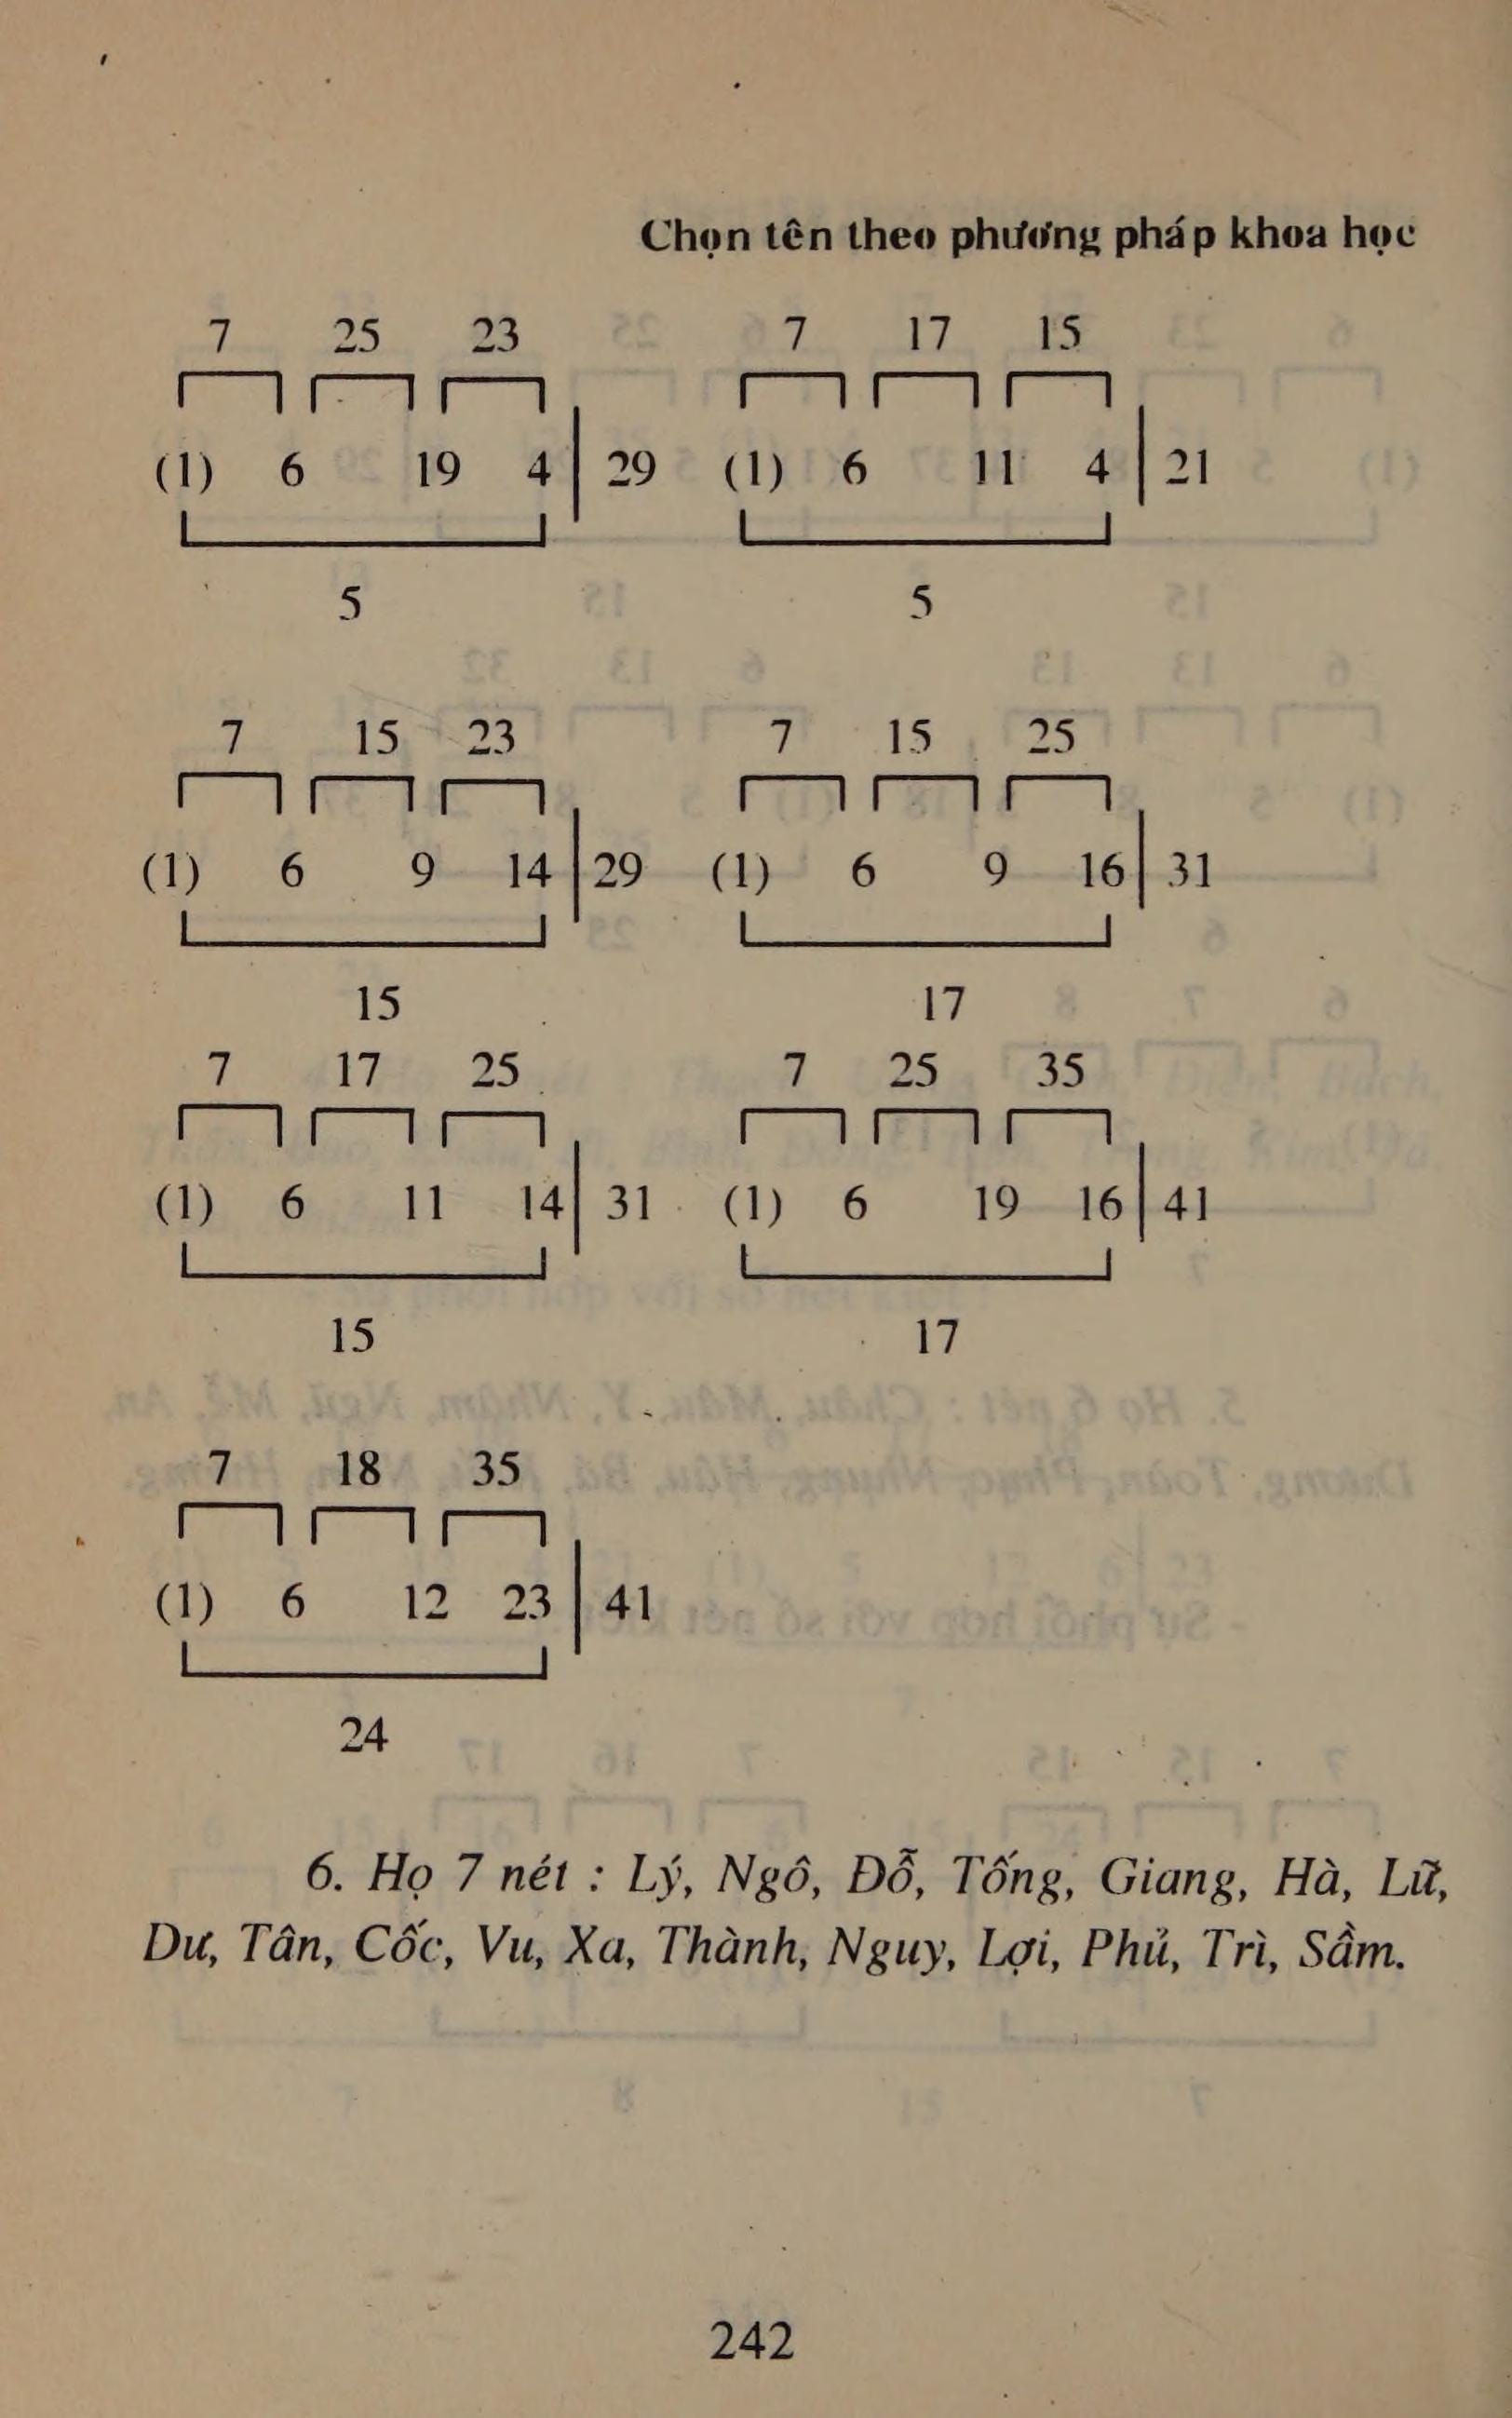 Chọn tên theo phương pháp khoa học
7 25 23 7 17 15
(1) 6 19 4 29 (1) 6 11 4 21
5 5
7 15 23 7 15 25
(1) 6 9 14 29 (1) 6 9 16 31
15 17
7 17 25 7 25 35
(1) 6 11 14 31 (1) 6 19 16 41
15 17
7 18 35
(1) 6 12 23 41
24
6. Họ 7 nét : Lý, Ngô, Đỗ, Tống, Giang, Hà, Lữ,
Dư, Tân, Cốc, Vu, Xa, Thành, Nguy, Lợi, Phủ, Trì, Sầm.
242